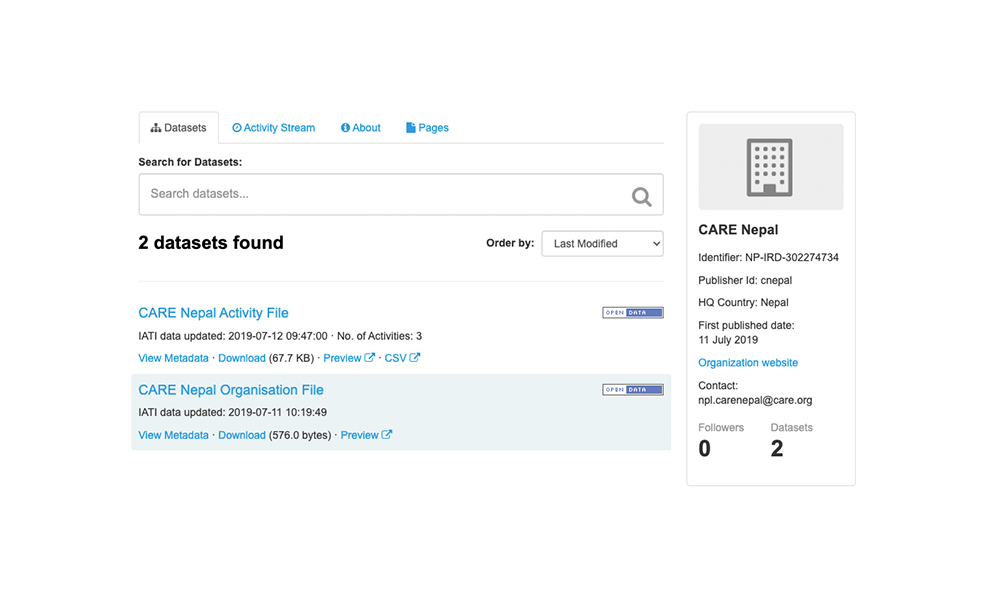 Datasets Activity Stream About Pages
Search for Datasets:
Search datasets...
2 datasets found
Order by: Last Modified
CARE Nepal Activity File
OPEN DATA
IATI data updated: 2019-07-12 09:47:00 · No. of Activities: 3
View Metadata · Download (67.7 KB) · Preview · CSV
CARE Nepal Organisation File
OPEN DATA
IATI data updated: 2019-07-11 10:19:49
View Metadata · Download (576.0 bytes) · Preview
CARE Nepal
Identifier: NP-IRD-302274734
Publisher Id: cnepal
HQ Country: Nepal
First published date:
11 July 2019
Organization website
Contact:
npl.carenepal@care.org
Followers Datasets
0 2